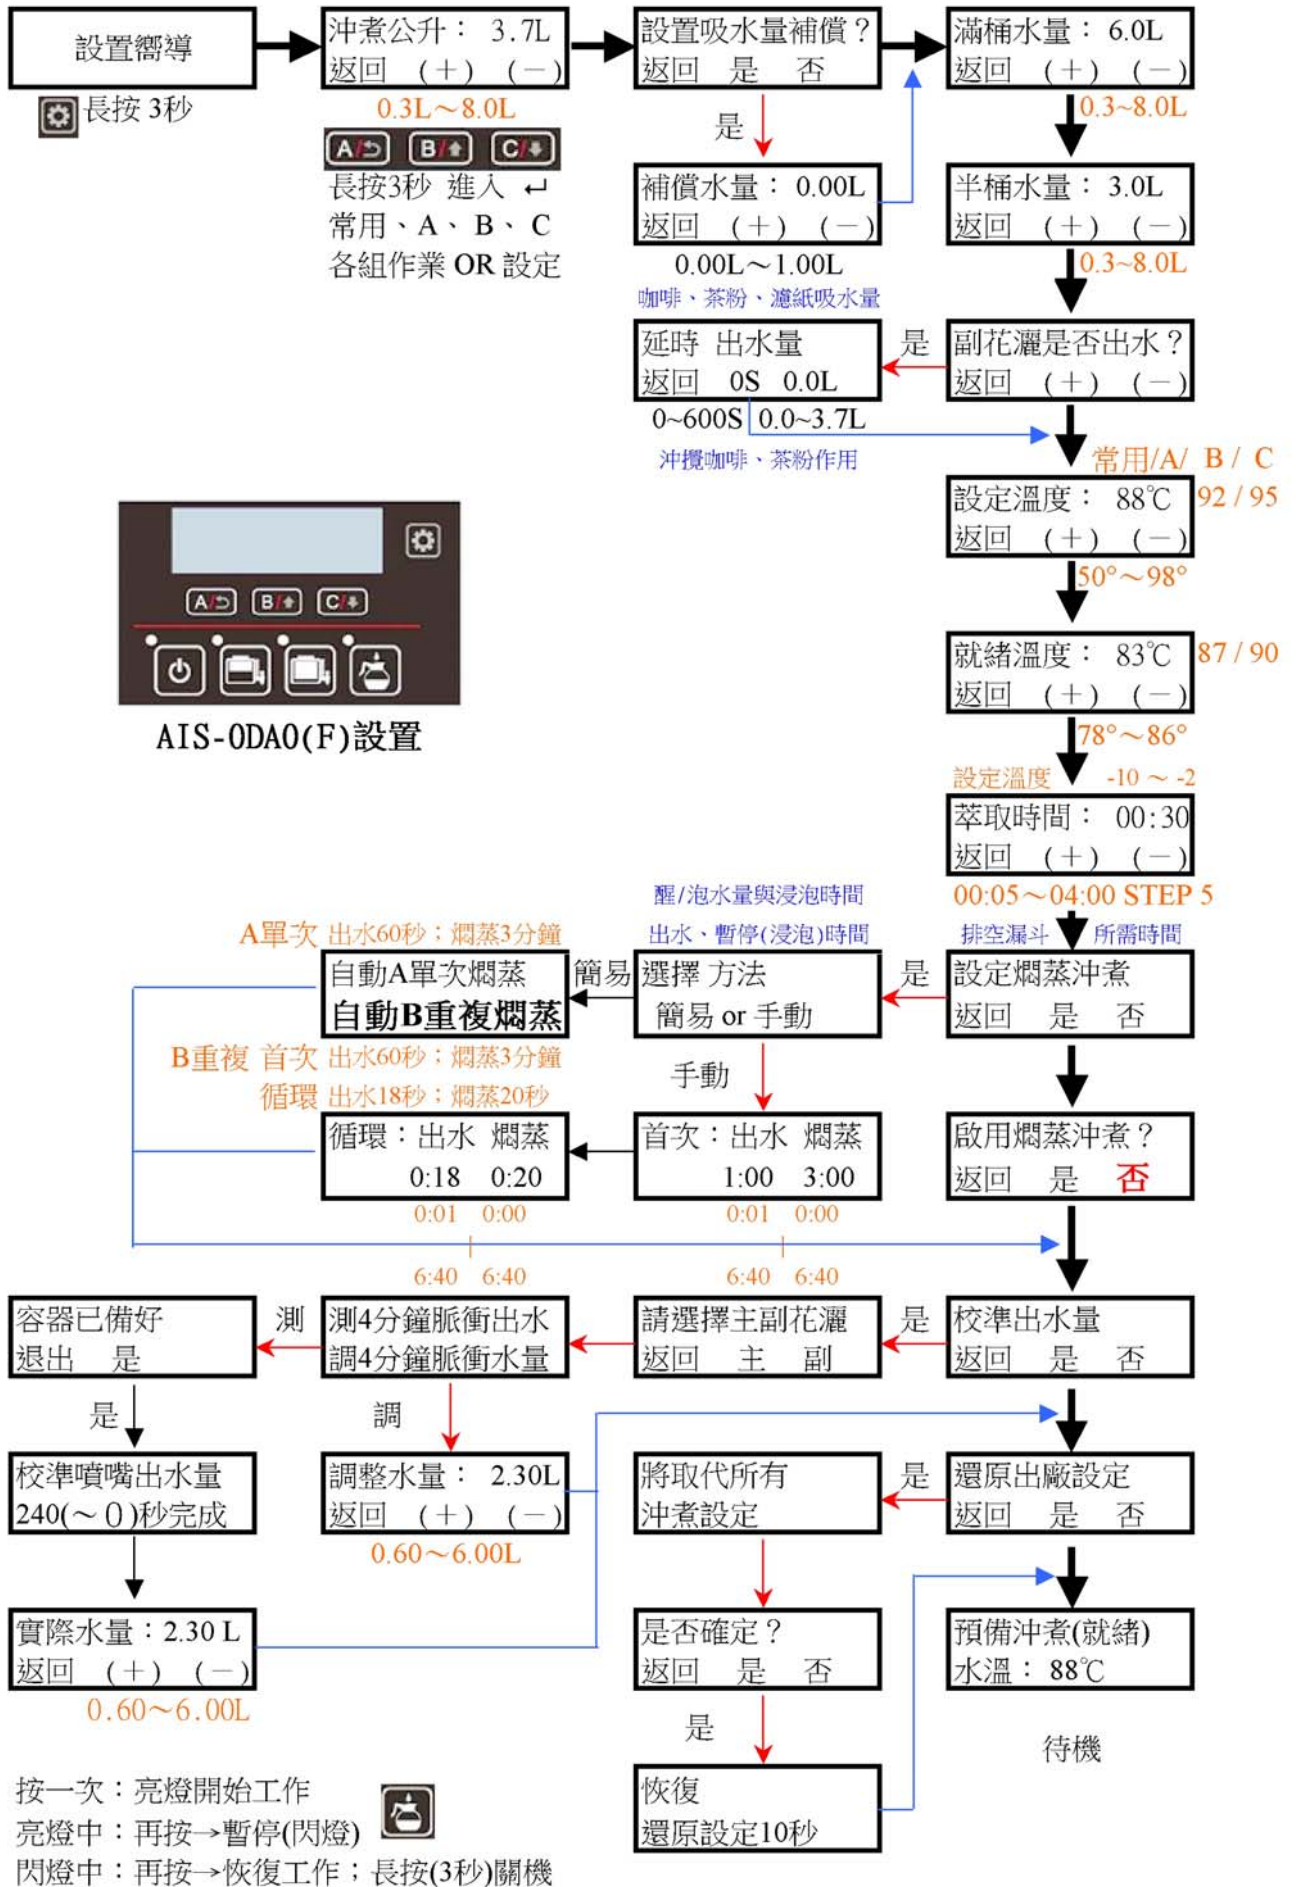 設置嚮導
長按 3秒
沖煮公升： 3.7L
返回 (＋) (－)
0.3L～8.0L
A/ B/ C/
長按3秒 進入 ↵
常用、A、B、C
各組作業 OR 設定
設置吸水量補償？
返回 是 否
是
補償水量： 0.00L
返回 (＋) (－)
0.00L～1.00L
咖啡、茶粉、濾紙吸水量
滿桶水量： 6.0L
返回 (＋) (－)
0.3~8.0L
半桶水量： 3.0L
返回 (＋) (－)
0.3~8.0L
副花灑是否出水？
返回 (＋) (－)
是
延時 出水量
返回 0S 0.0L
0~600S 0.0~3.7L
沖攪咖啡、茶粉作用
常用/A/ B / C
設定溫度： 88℃
92 / 95
返回 (＋) (－)
50°～98°
就緒溫度： 83℃
87 / 90
返回 (＋) (－)
78°～86°
設定溫度 -10 ～ -2
萃取時間： 00:30
返回 (＋) (－)
00:05～04:00 STEP 5
排空漏斗 所需時間
A/ B/ C/
AIS-0DA0(F)設置
設定燜蒸沖煮
返回 是 否
是
醒/泡水量與浸泡時間
出水、暫停(浸泡)時間
選擇 方法
簡易 or 手動
簡易
A單次 出水60秒；燜蒸3分鐘
自動A單次燜蒸
自動B重複燜蒸
B重複 首次 出水60秒；燜蒸3分鐘
循環 出水18秒；燜蒸20秒
手動
首次：出水 燜蒸
1:00 3:00
0:01 0:00
6:40 6:40
循環：出水 燜蒸
0:18 0:20
0:01 0:00
6:40 6:40
啟用燜蒸沖煮？
返回 是 否
校準出水量
返回 是 否
是
請選擇主副花灑
返回 主 副
測4分鐘脈衝出水
調4分鐘脈衝水量
測
容器已備好
退出 是
是
校準噴嘴出水量
240(～0)秒完成
實際水量：2.30 L
返回 (＋) (－)
0.60～6.00L
調
調整水量： 2.30L
返回 (＋) (－)
0.60～6.00L
還原出廠設定
返回 是 否
是
將取代所有
沖煮設定
是否確定？
返回 是 否
是
恢復
還原設定10秒
預備沖煮(就緒)
水溫： 88℃
待機
按一次：亮燈開始工作
亮燈中：再按→暫停(閃燈)
閃燈中：再按→恢復工作；長按(3秒)關機